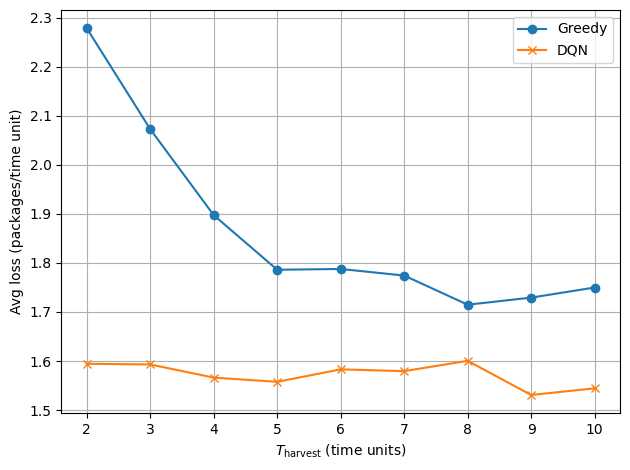 Greedy
DQN
Avg loss (packages/time unit)
2.3
2.2
2.1
2.0
1.9
1.8
1.7
1.6
1.5
2 3 4 5 6 7 8 9 10
T_harvest (time units)